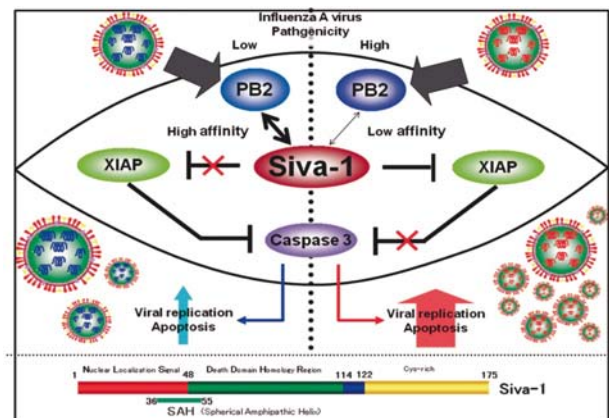 Influenza A virus
Pathgenicity
Low
High
PB2
PB2
High affinity
Low affinity
XIAP
Siva-1
XIAP
Caspase 3
Viral replication
Apoptosis
Viral replication
Apoptosis
Nuclear Localization Signal
Death Domain Homology Region
Cys-rich
1
48
114
122
175
Siva-1
36
55
SAH (Spherical Amphipathic Helix)